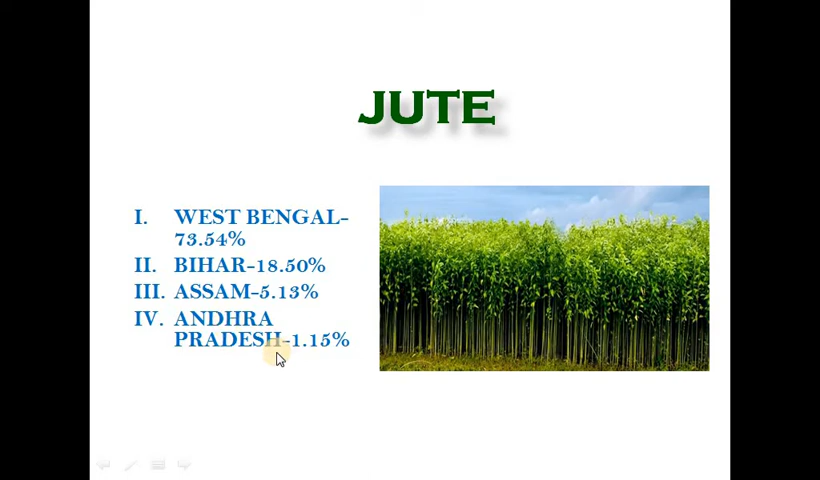 JUTE
I. WEST BENGAL-
73.54%
II. BIHAR-18.50%
III. ASSAM-5.13%
IV. ANDHRA
PRADESH-1.15%